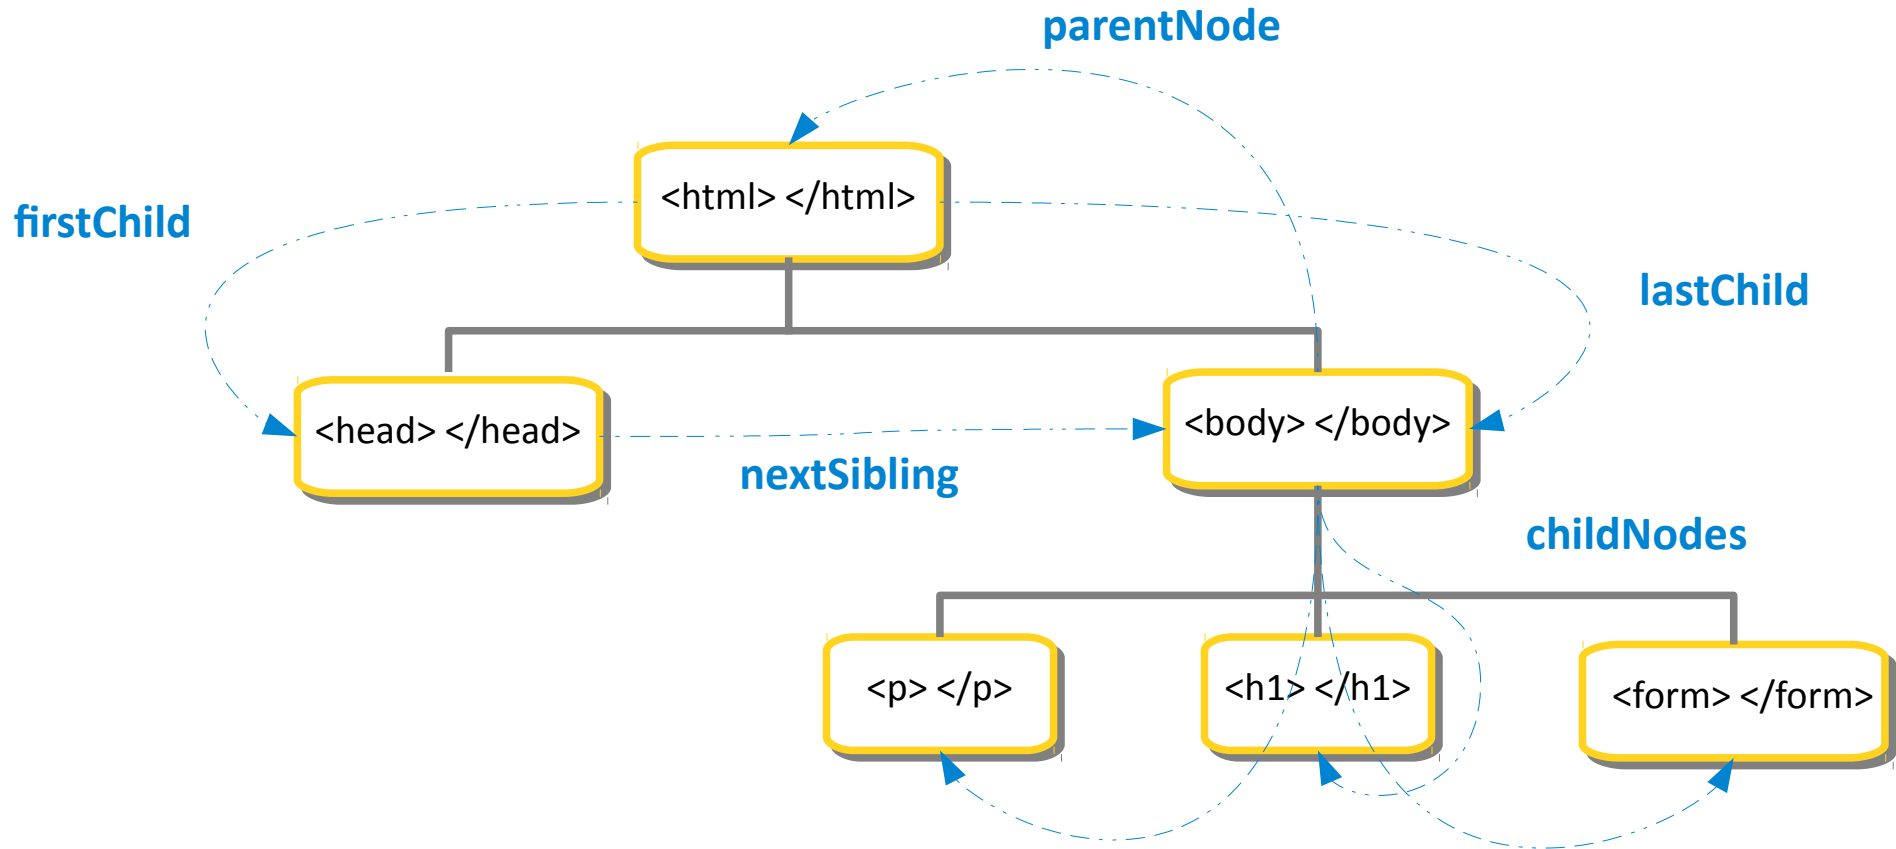 parentNode
<html> </html>
firstChild
lastChild
<head> </head>
<body> </body>
nextSibling
childNodes
<p> </p>
<h1> </h1>
<form> </form>